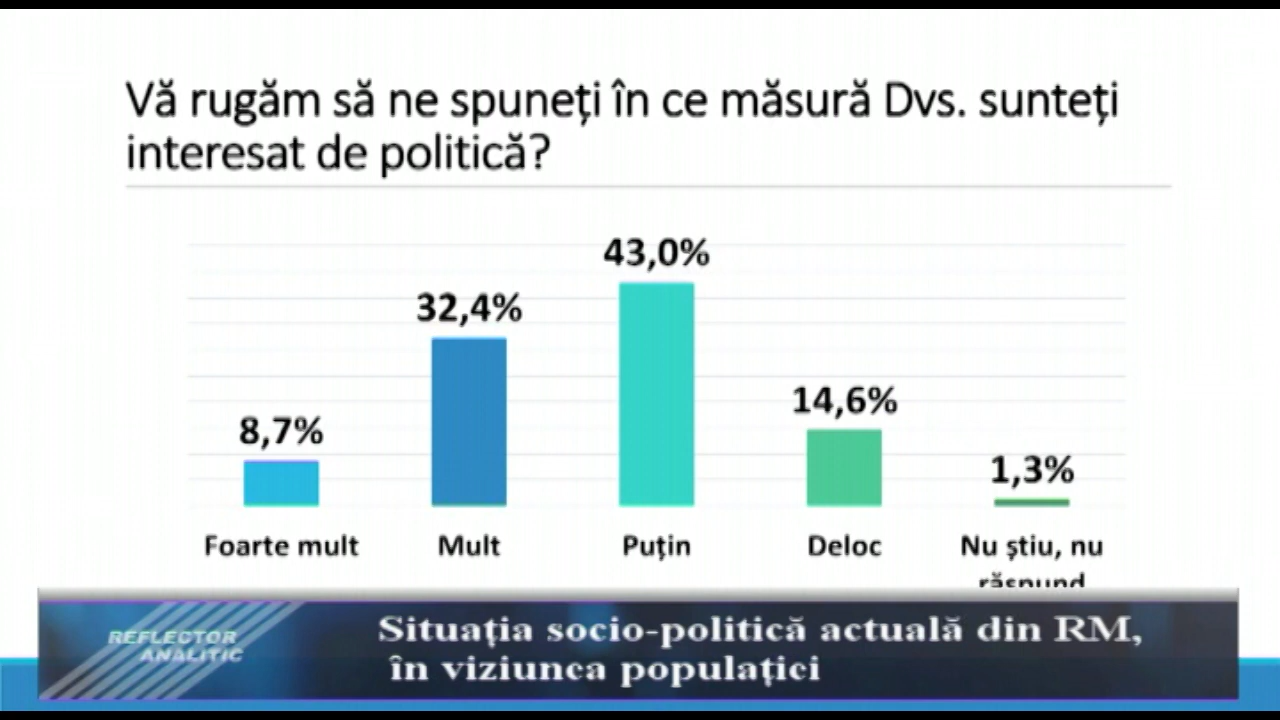 Vă rugăm să ne spuneți în ce măsură Dvs. sunteți
interesat de politică?
43,0%
32,4%
14,6%
8,7%
1,3%
Foarte mult
Mult
Puțin
Deloc
Nu știu, nu
răspund
REFLECTOR
ANALITIC
Situația socio-politică actuală din RM,
în viziunea populației